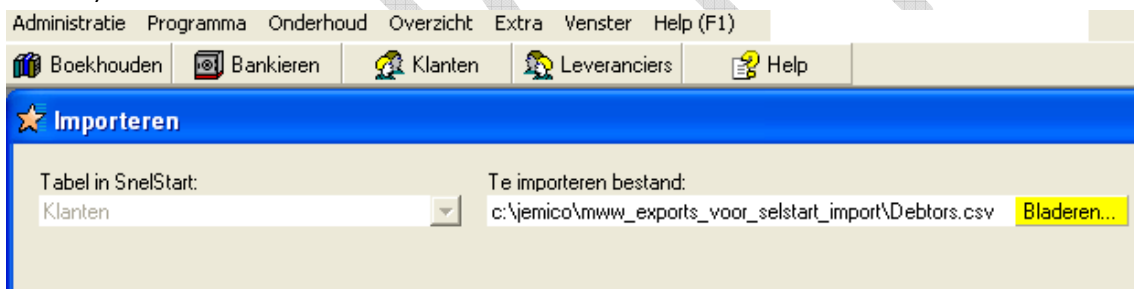 Administratie Programma Onderhoud Overzicht Extra Venster Help (F1)
Boekhouden Bankieren Klanten Leveranciers Help
Importeren
Tabel in SnelStart: Te importeren bestand:
Klanten c:\jemico\mww_exports_voor_selstart_import\Debtors.csv Bladeren...